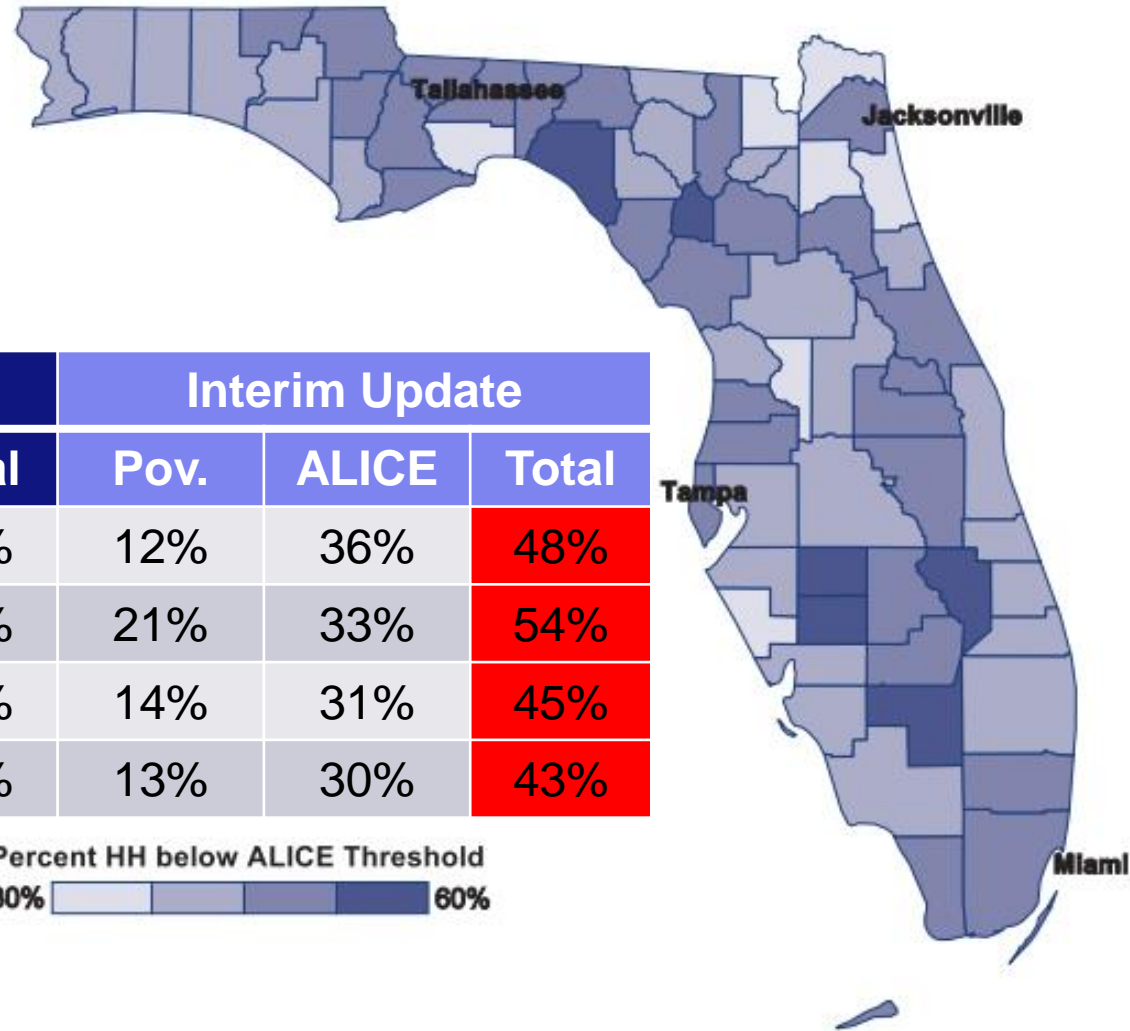 Tallahassee
Jacksonville
Interim Update
Pov. ALICE Total
% 12% 36% 48%
Tampa
% 21% 33% 54%
% 14% 31% 45%
% 13% 30% 43%
Percent HH below ALICE Threshold
60%
Miami